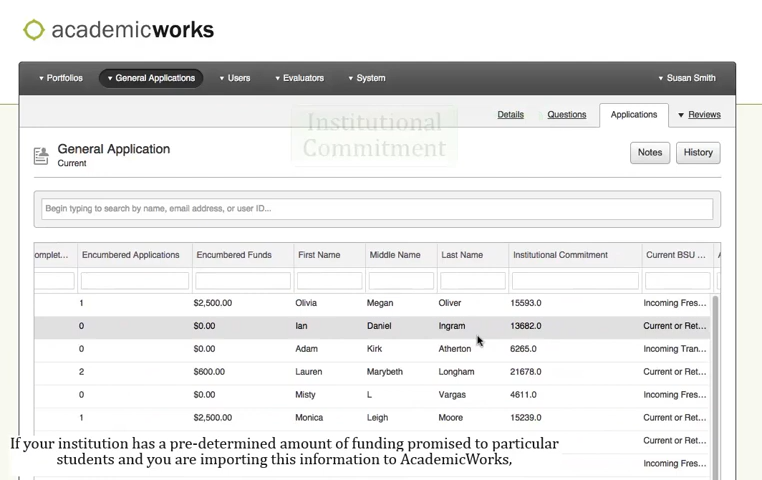 academicworks
Portfolios General Applications Users Evaluators System Susan Smith
Details Questions Applications Reviews
Institutional
Commitment
General Application
Current
Notes History
Begin typing to search by name, email address, or user ID...
omplet... Encumbered Applications Encumbered Funds First Name Middle Name Last Name Institutional Commitment Current BSU ...
1 $2,500.00 Olivia Megan Oliver 15593.0 Incoming Fres...
0 $0.00 Ian Daniel Ingram 13682.0 Current or Ret...
0 $0.00 Adam Kirk Atherton 6265.0 Incoming Tran...
2 $600.00 Lauren Marybeth Longham 21678.0 Current or Ret...
0 $0.00 Misty L Vargas 4611.0 Incoming Fres...
1 $2,500.00 Monica Leigh Moore 15239.0 Current or Ret...
Current or Ret...
Incoming Fres...
If your institution has a pre-determined amount of funding promised to particular
students and you are importing this information to AcademicWorks,